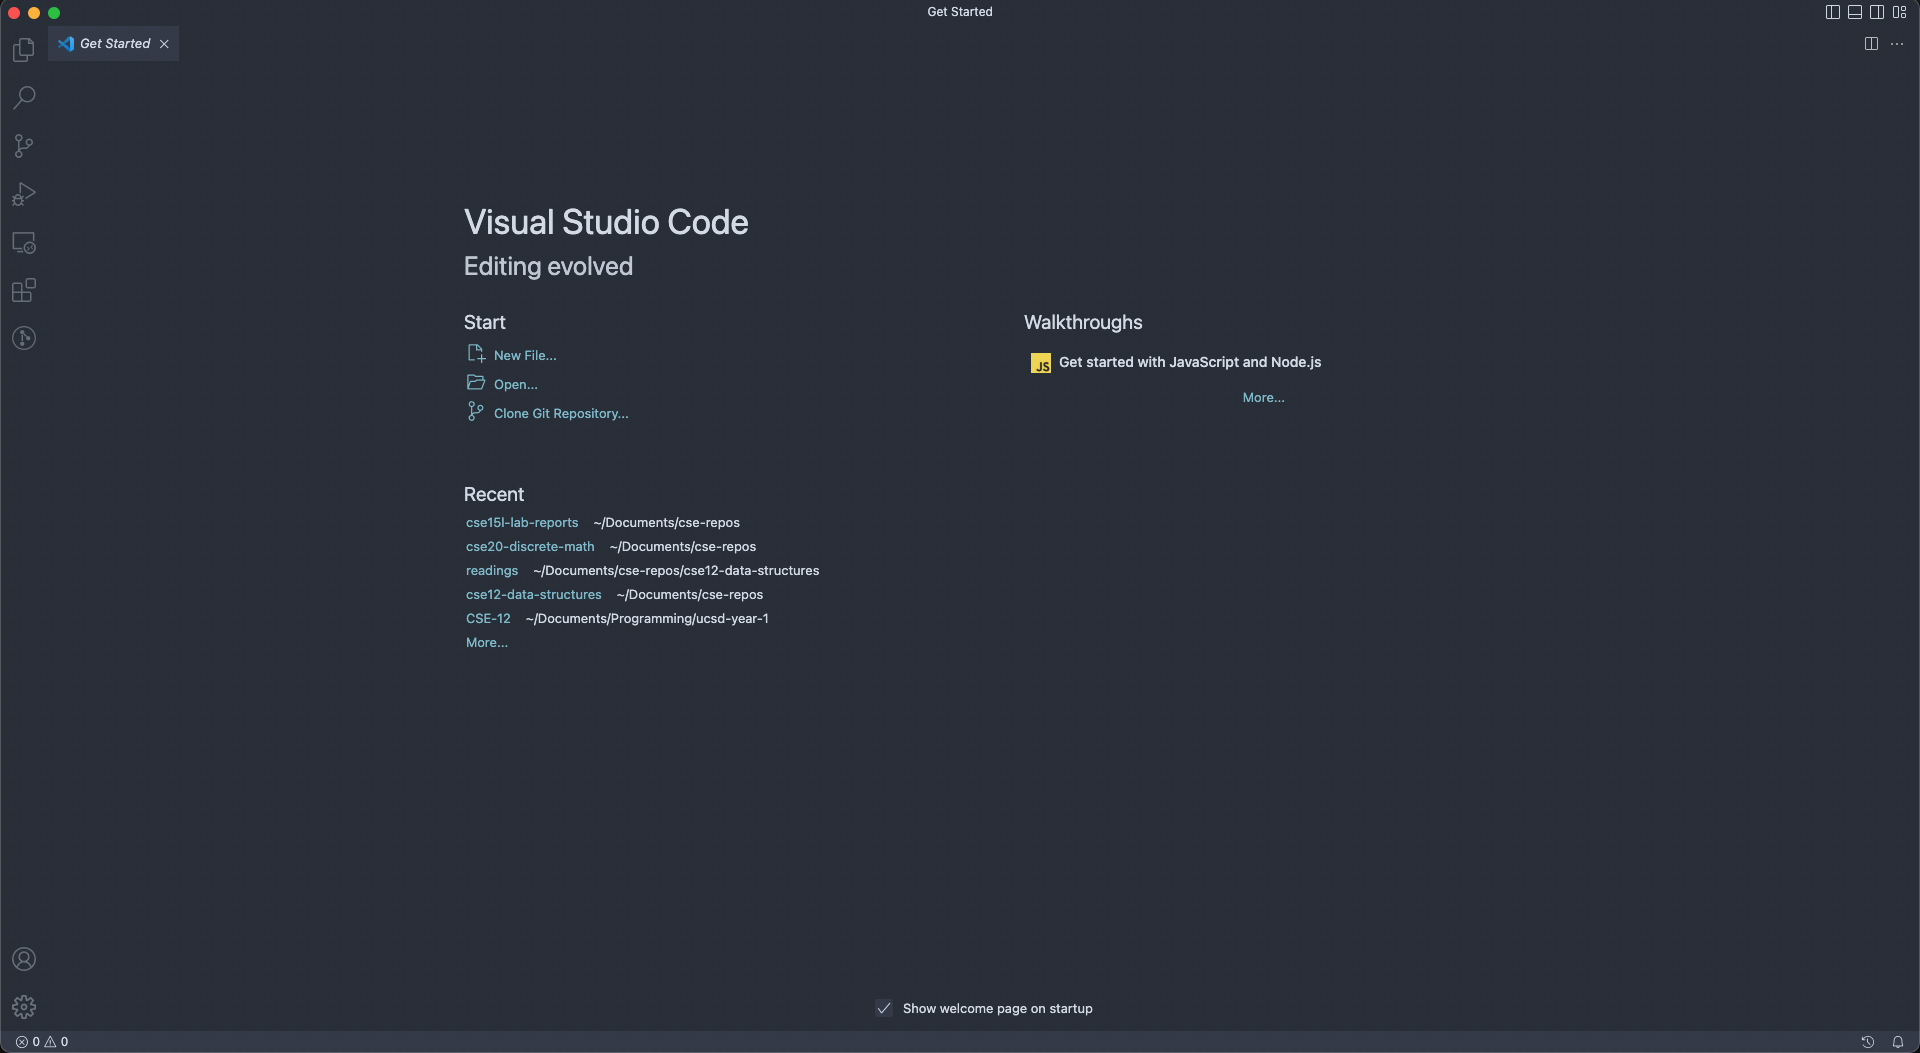 Get Started
Get Started
Visual Studio Code
Editing evolved
Start
New File...
Open...
Clone Git Repository...
Walkthroughs
JS Get started with JavaScript and Node.js
More...
Recent
cse15l-lab-reports ~/Documents/cse-repos
cse20-discrete-math ~/Documents/cse-repos
readings ~/Documents/cse-repos/cse12-data-structures
cse12-data-structures ~/Documents/cse-repos
CSE-12 ~/Documents/Programming/ucsd-year-1
More...
Show welcome page on startup
0 0